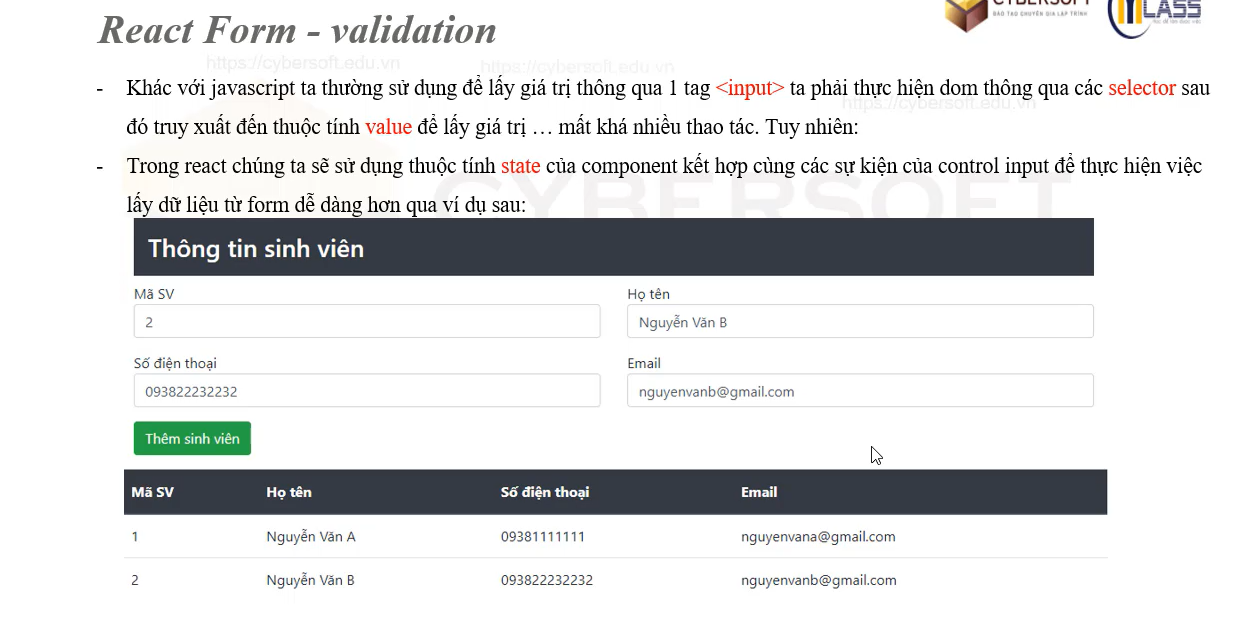 CYBERSOFT
ĐÀO TẠO CHUYÊN GIA LẬP TRÌNH
React Form - validation
https://cybersoft.edu.vn
https://cybersoft.edu.vn
https://cybersoft.edu.vn
- Khác với javascript ta thường sử dụng để lấy giá trị thông qua 1 tag <input> ta phải thực hiện dom thông qua các selector sau
đó truy xuất đến thuộc tính value để lấy giá trị … mất khá nhiều thao tác. Tuy nhiên:
- Trong react chúng ta sẽ sử dụng thuộc tính state của component kết hợp cùng các sự kiện của control input để thực hiện việc
lấy dữ liệu từ form dễ dàng hơn qua ví dụ sau:
CYBERSOFT
Thông tin sinh viên
Mã SV Họ tên
2 Nguyễn Văn B
Số điện thoại Email
093822232232 nguyenvanb@gmail.com
Thêm sinh viên
Mã SV Họ tên Số điện thoại Email
1 Nguyễn Văn A 09381111111 nguyenvana@gmail.com
2 Nguyễn Văn B 093822232232 nguyenvanb@gmail.com